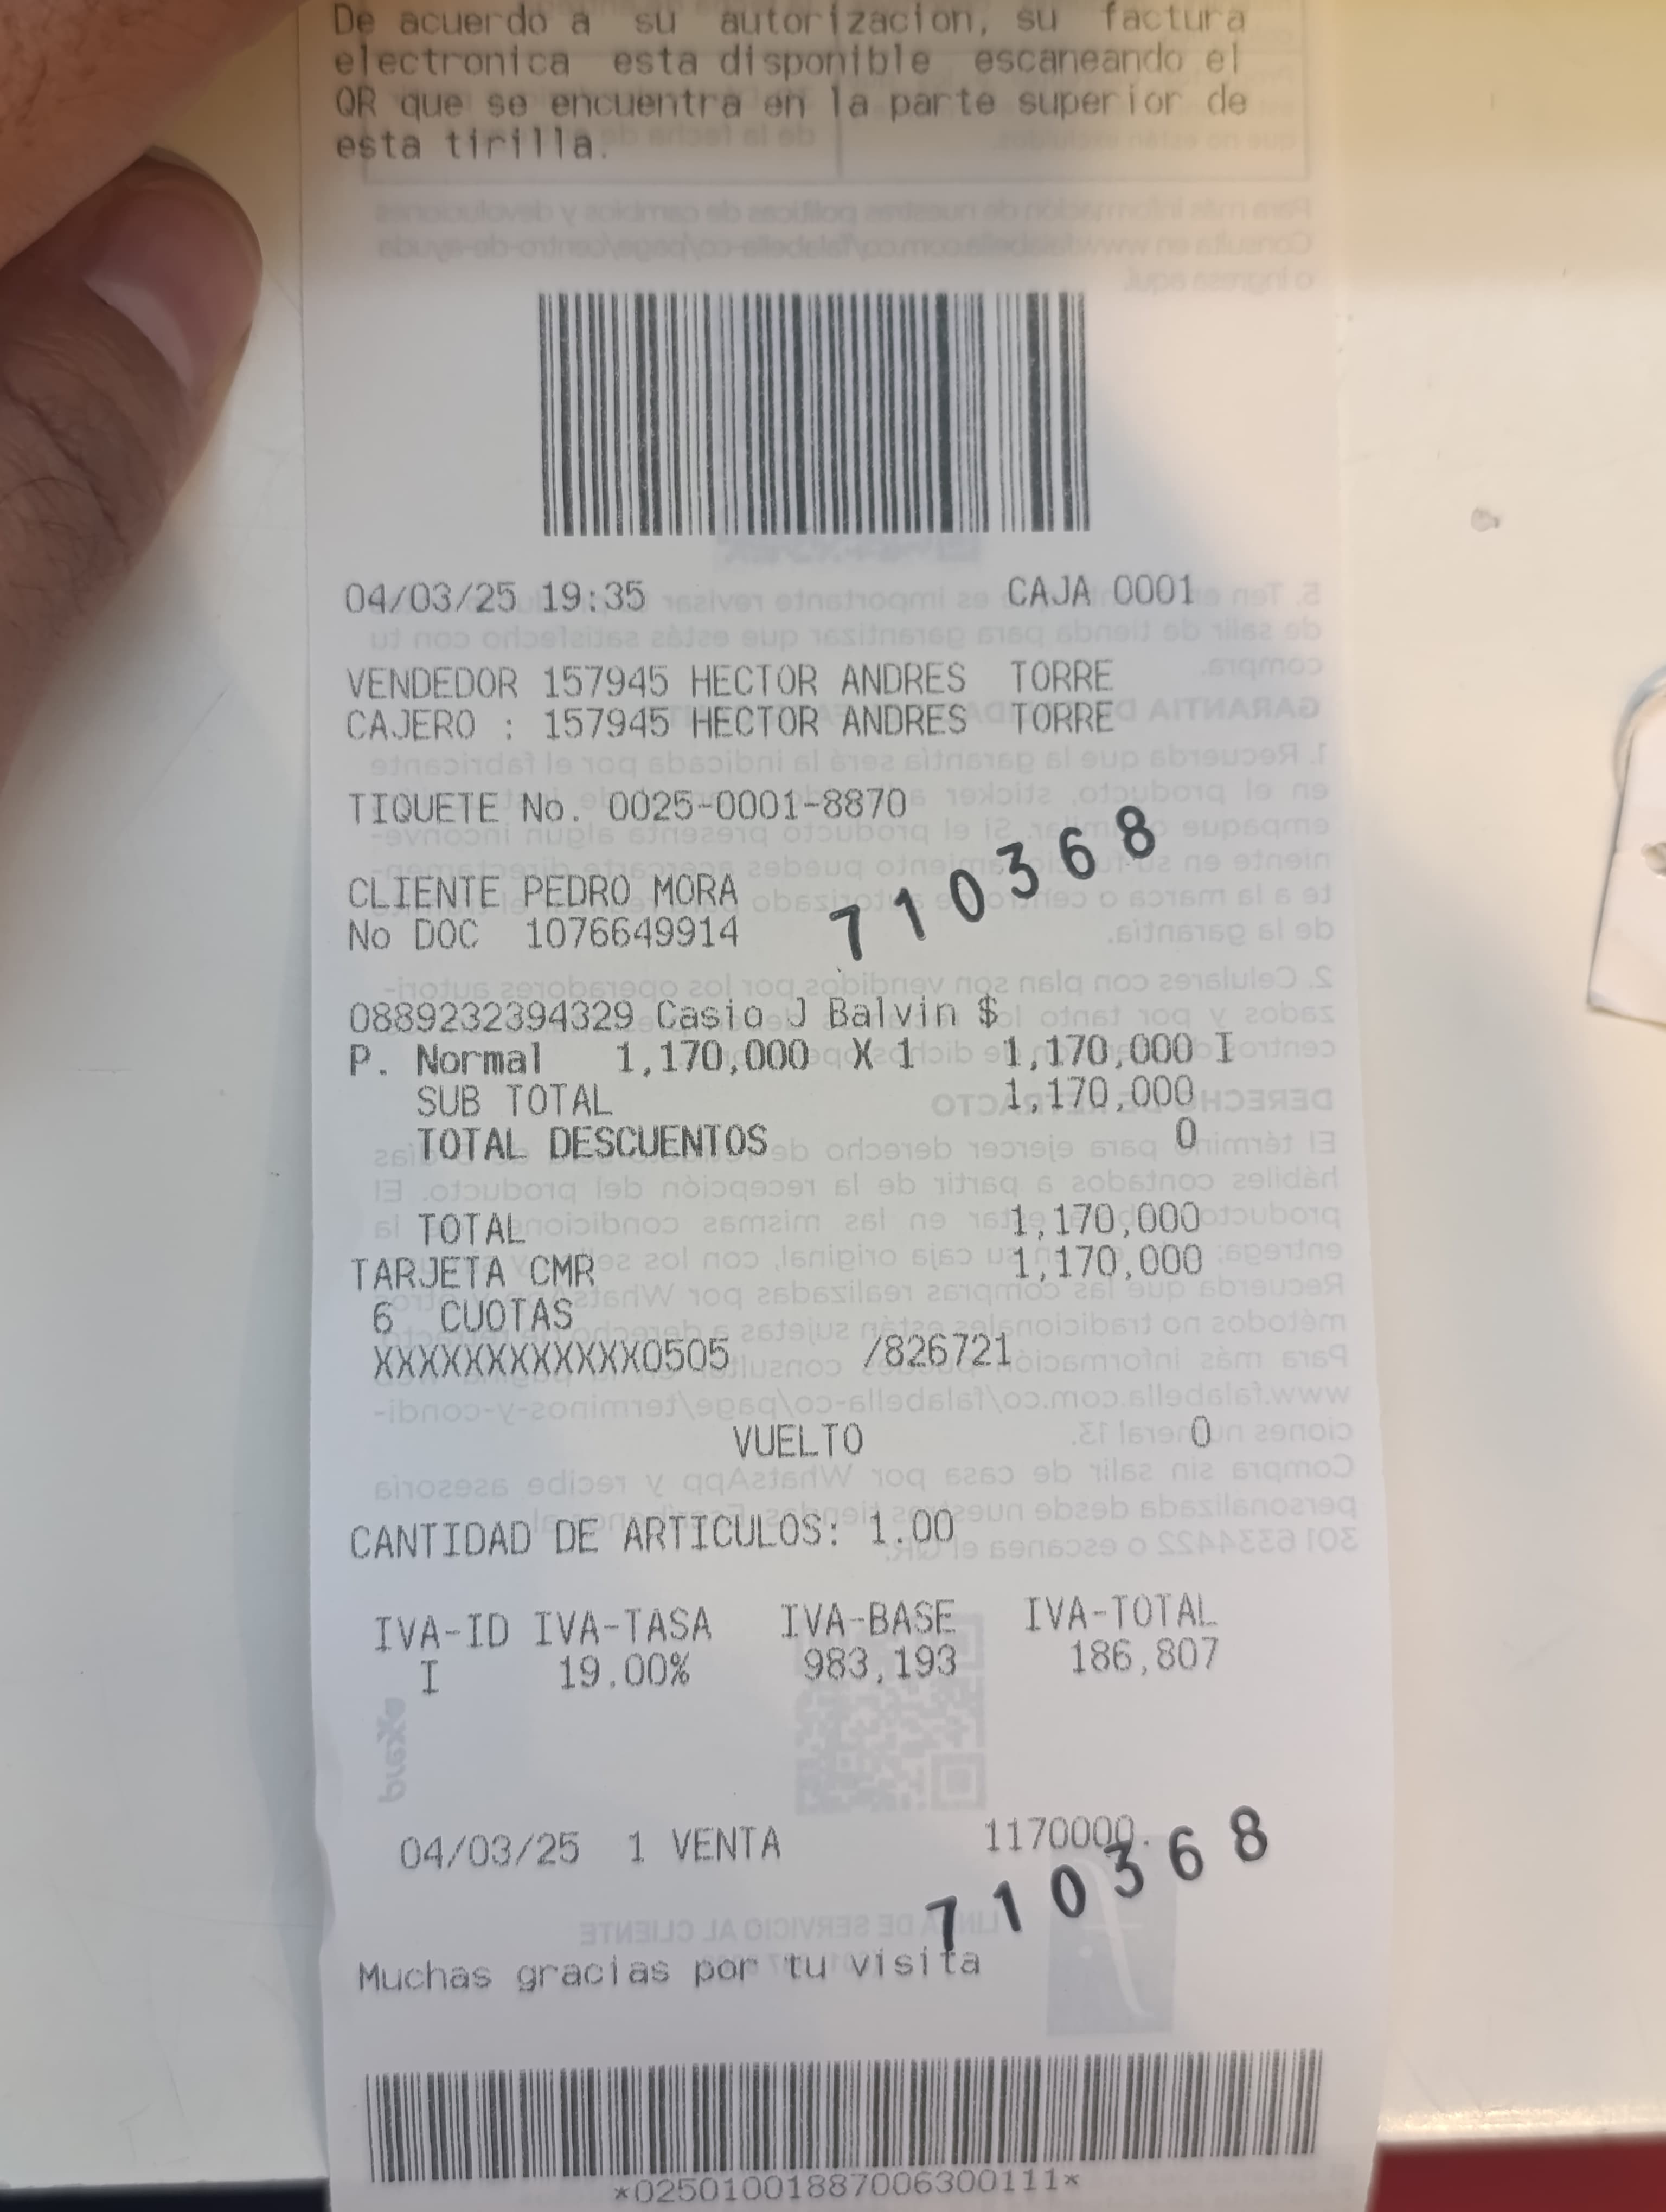 De acuerdo a su autorizacion, su factura
electronica esta disponible escaneando el
QR que se encuentra en la parte superior de
esta tirilla.
04/03/25 19:35 CAJA 0001
VENDEDOR 157945 HECTOR ANDRES TORRE
CAJERO : 157945 HECTOR ANDRES TORRE
TIQUETE No. 0025-0001-8870
710368
CLIENTE PEDRO MORA
No DOC 1076649914
0889232394329 Casio J Balvin $
P. Normal 1,170,000 X 1 1,170,000 I
SUB TOTAL 1,170,000
TOTAL DESCUENTOS 0
TOTAL 1,170,000
TARJETA CMR 1,170,000
6 CUOTAS
XXXXXXXXXXXX0505 /826721
VUELTO 0
CANTIDAD DE ARTICULOS: 1.00
IVA-ID IVA-TASA IVA-BASE IVA-TOTAL
I 19.00% 983,193 186,807
04/03/25 1 VENTA 1170000.
710368
Muchas gracias por tu visita
*02501001887006300111*